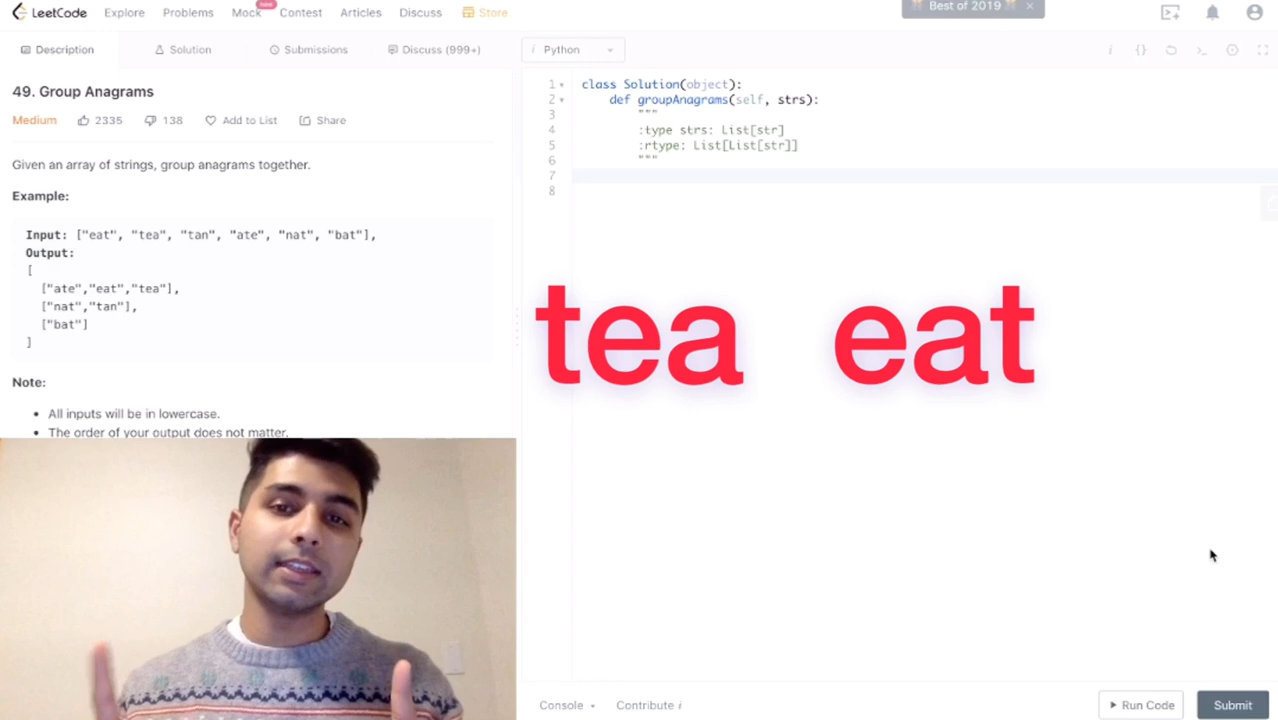 LeetCode Explore Problems Mock New Contest Articles Discuss Store
Best of 2019 ×
Description Solution Submissions Discuss (999+)
i Python
i {}
49. Group Anagrams
Medium 2335 138 Add to List Share
Given an array of strings, group anagrams together.
Example:
Input: ["eat", "tea", "tan", "ate", "nat", "bat"],
Output:
[
["ate","eat","tea"],
["nat","tan"],
["bat"]
]
Note:
All inputs will be in lowercase.
The order of your output does not matter.
1 class Solution(object):
2 def groupAnagrams(self, strs):
3 """
4 :type strs: List[str]
5 :rtype: List[List[str]]
6 """
7
8
tea eat
Console Contribute i
Run Code Submit